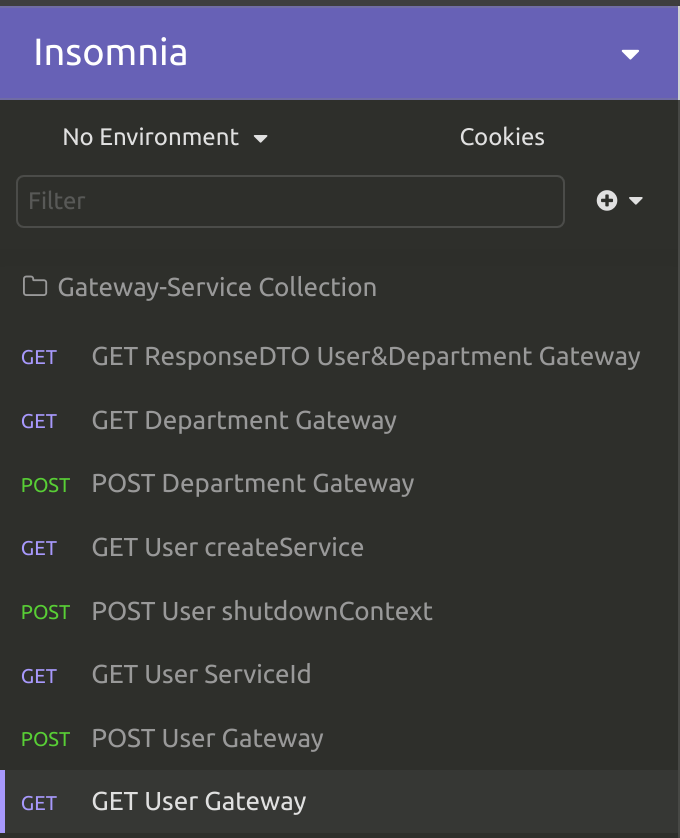 Insomnia
No Environment Cookies
Filter
Gateway-Service Collection
GET GET ResponseDTO User&Department Gateway
GET GET Department Gateway
POST POST Department Gateway
GET GET User createService
POST POST User shutdownContext
GET GET User ServiceId
POST POST User Gateway
GET GET User Gateway